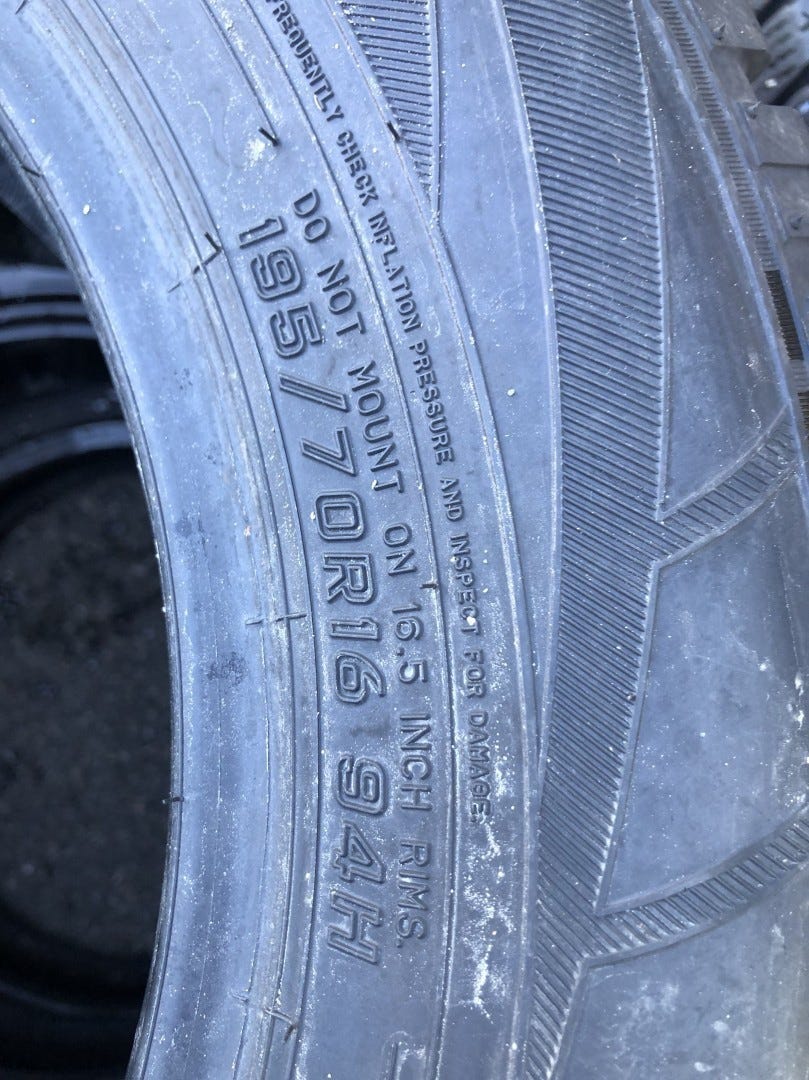 FREQUENTLY CHECK INFLATION PRESSURE AND INSPECT FOR DAMAGE.
DO NOT MOUNT ON 16.5 INCH RIMS.
195/70R16 94H